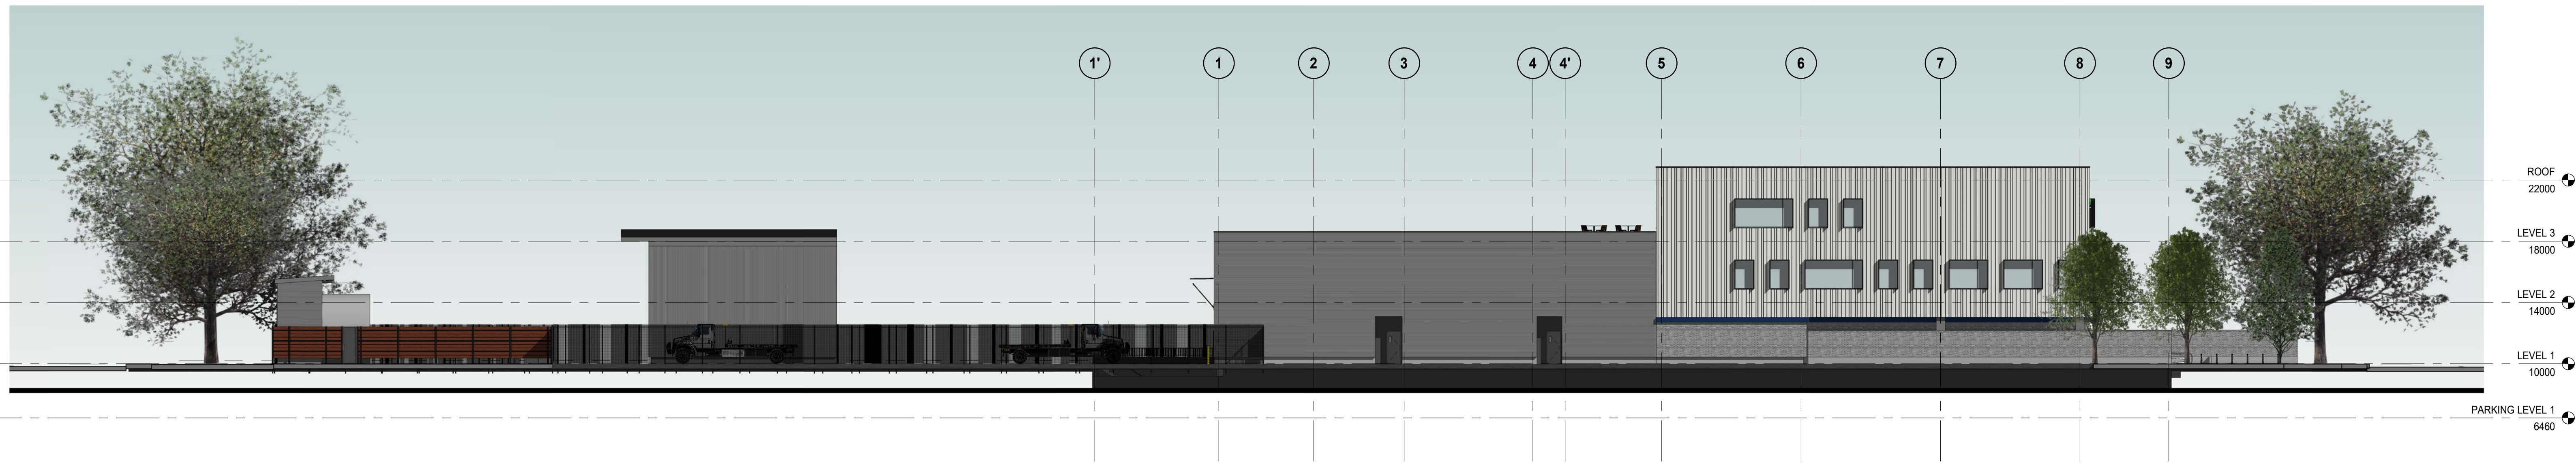 1' 1 2 3 4 4' 5 6 7 8 9
ROOF
22000
LEVEL 3
18000
LEVEL 2
14000
LEVEL 1
10000
PARKING LEVEL 1
6460